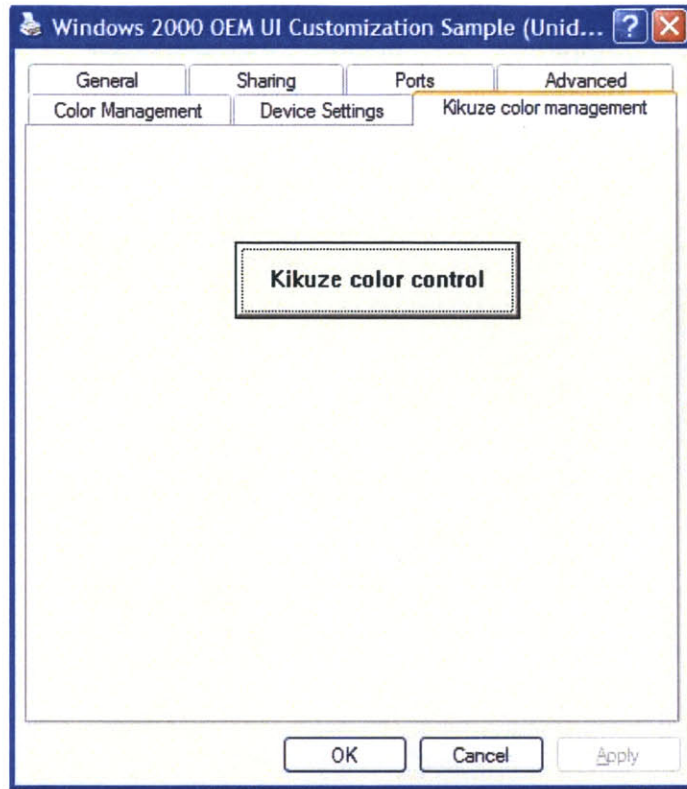 Windows 2000 OEM UI Customization Sample (Unid... ?
General Sharing Ports Advanced
Color Management Device Settings Kikuze color management
Kikuze color control
OK Cancel Apply